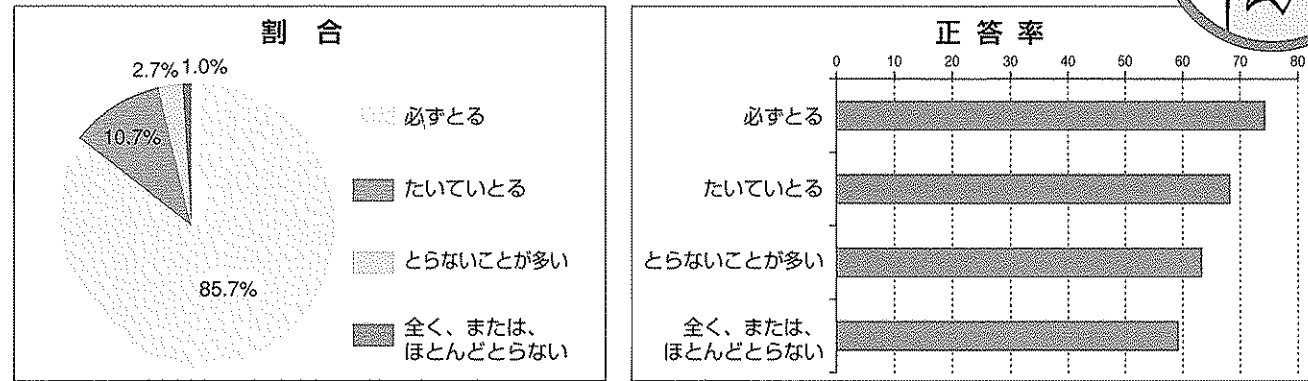 割 合
2.7% 1.0%
10.7%
85.7%
必ずとる
たいていとる
とらないことが多い
全く、または、
ほとんどとらない
正 答 率
0 10 20 30 40 50 60 70 80
必ずとる
たいていとる
とらないことが多い
全く、または、
ほとんどとらない